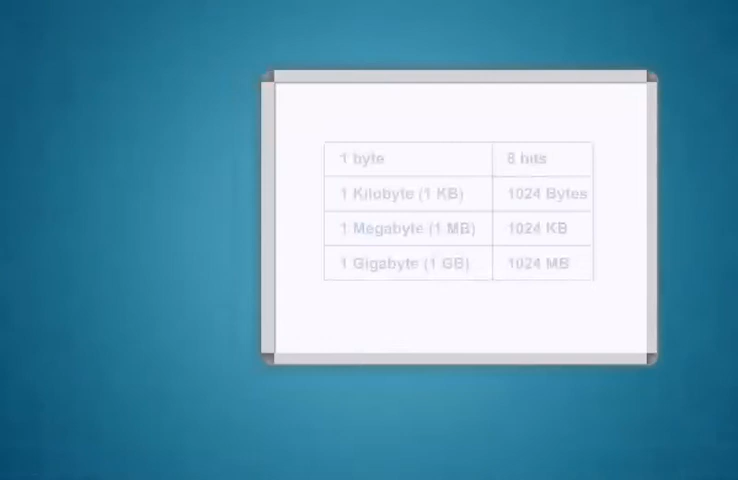 1 byte 8 bits
1 Kilobyte (1 KB) 1024 Bytes
1 Megabyte (1 MB) 1024 KB
1 Gigabyte (1 GB) 1024 MB